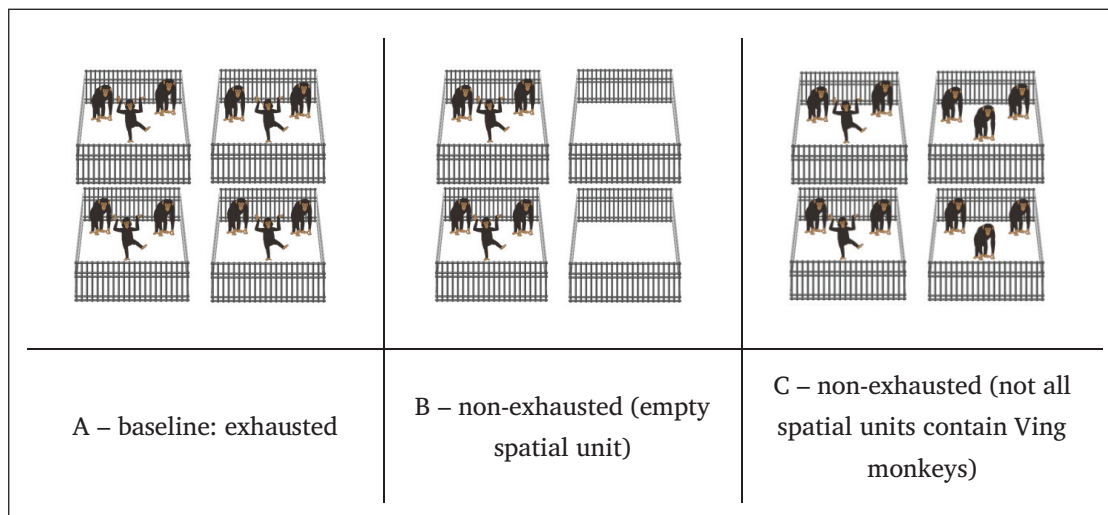 A – baseline: exhausted
B – non-exhausted (empty
spatial unit)
C – non-exhausted (not all
spatial units contain Ving
monkeys)